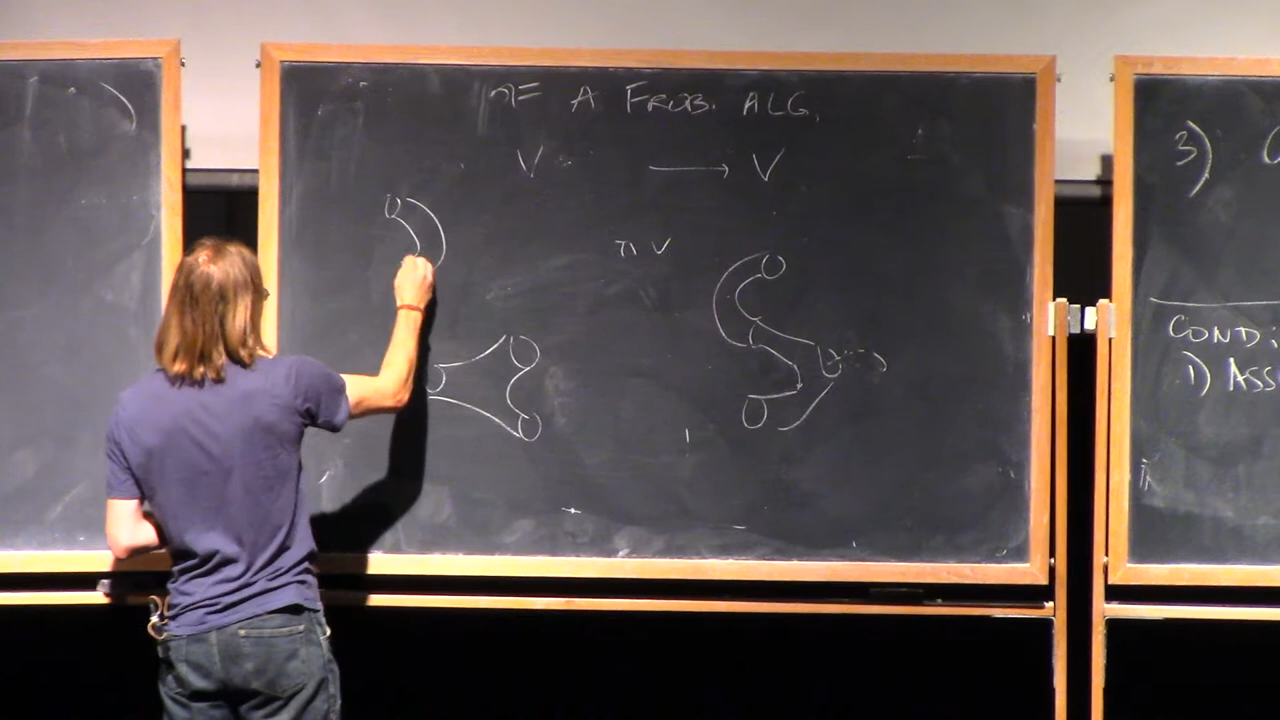 A FROB. ALG.
V → V
π V
3)
COND:
1) ASS